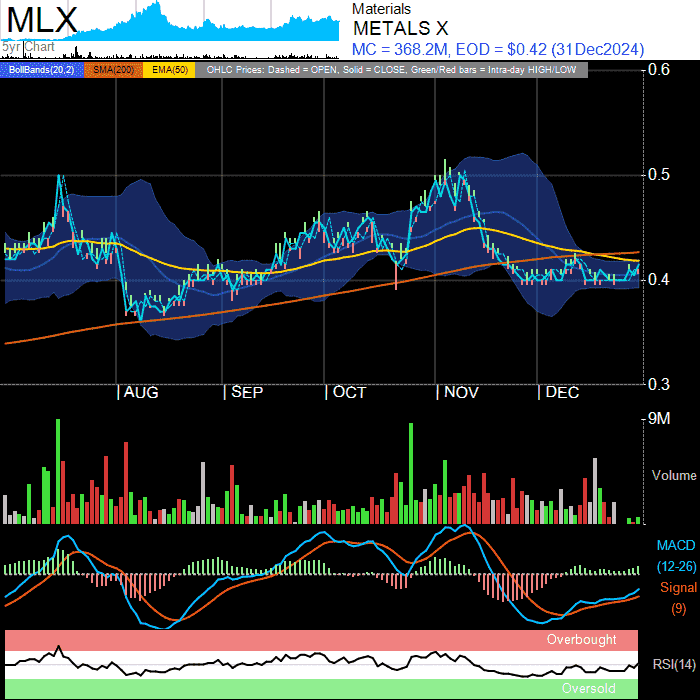 MLX
5yr Chart
Materials
METALS X
MC = 368.2M, EOD = $0.42 (31Dec2024)
BollBands(20,2) SMA(200) EMA(50) OHLC Prices: Dashed = OPEN, Solid = CLOSE, Green/Red bars = Intra-day HIGH/LOW
0.6
0.5
0.4
0.3
| AUG | SEP | OCT | NOV | DEC
9M
Volume
MACD
(12-26)
Signal
(9)
Overbought
RSI(14)
Oversold